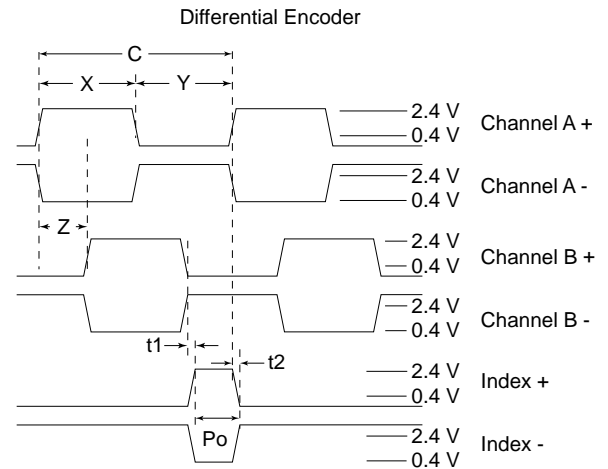 Differential Encoder
C
X
Y
2.4 V
0.4 V
Channel A +
2.4 V
0.4 V
Channel A -
Z
2.4 V
0.4 V
Channel B +
2.4 V
0.4 V
Channel B -
t1
t2
2.4 V
0.4 V
Index +
Po
2.4 V
0.4 V
Index -